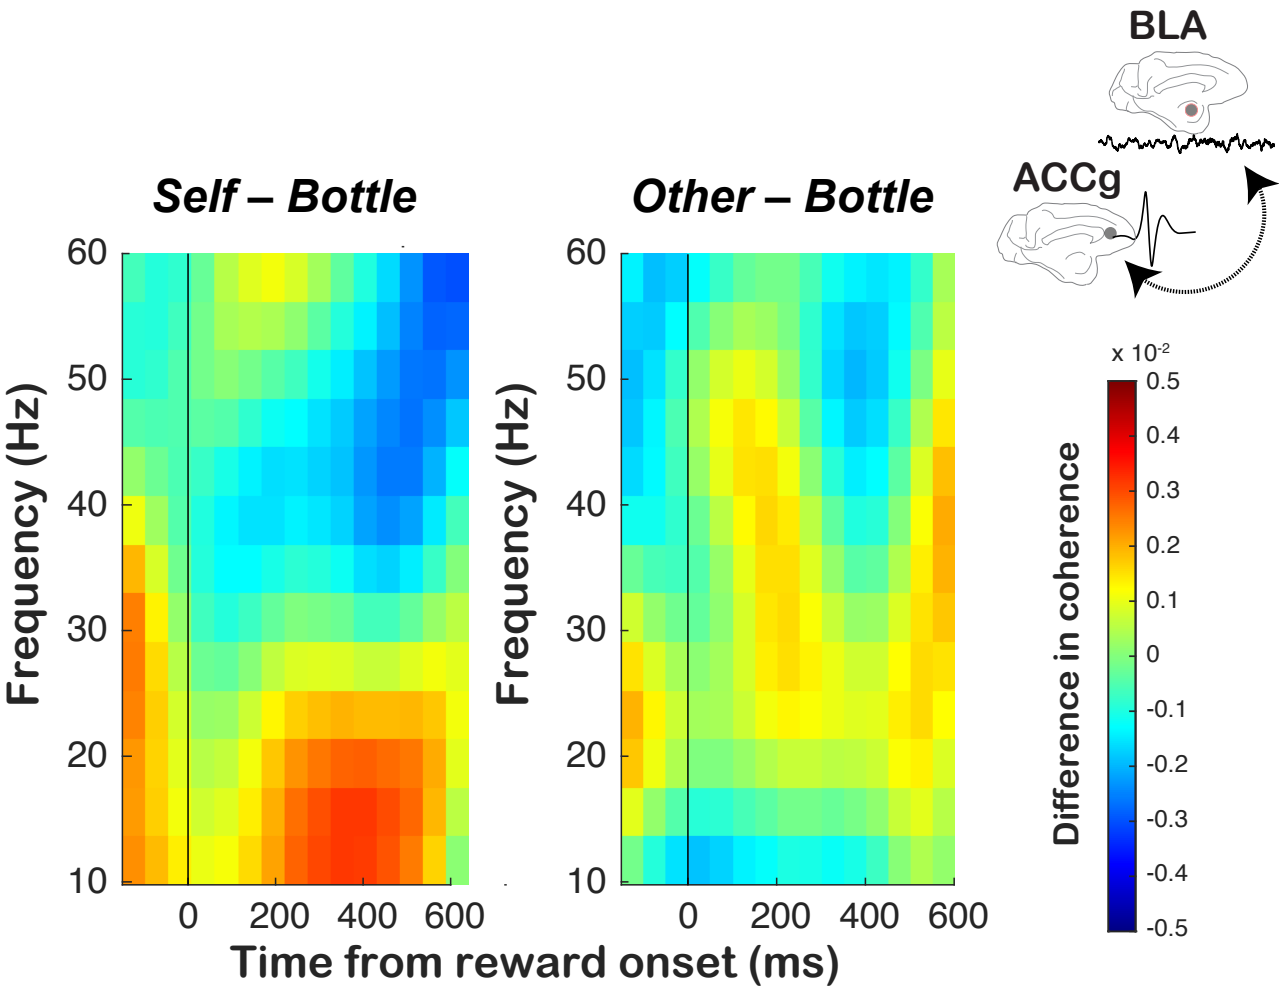 BLA
ACCg
Self – Bottle
Other – Bottle
60
50
40
30
20
10
Frequency (Hz)
0 200 400 600
60
50
40
30
20
10
Frequency (Hz)
0 200 400 600
Time from reward onset (ms)
x 10-2
0.5
0.4
0.3
0.2
0.1
0
-0.1
-0.2
-0.3
-0.4
-0.5
Difference in coherence